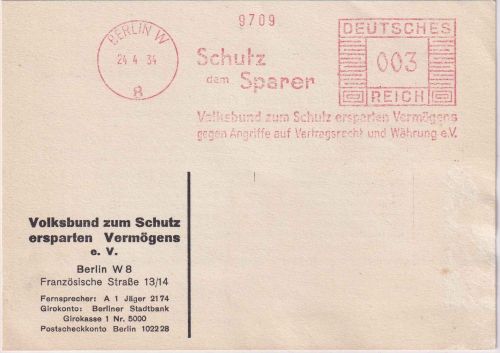 9709
BERLIN W
24.4.34
8
Schutz
dem Sparer
DEUTSCHES
003
REICH
Volksbund zum Schutz ersparten Vermögens
gegen Angriffe auf Vertragsrecht und Währung e.V.
Volksbund zum Schutz
ersparten Vermögens
e. V.
Berlin W 8
Französische Straße 13/14
Fernsprecher: A 1 Jäger 2174
Girokonto: Berliner Stadtbank
Girokasse 1 Nr. 5000
Postscheckkonto Berlin 102228